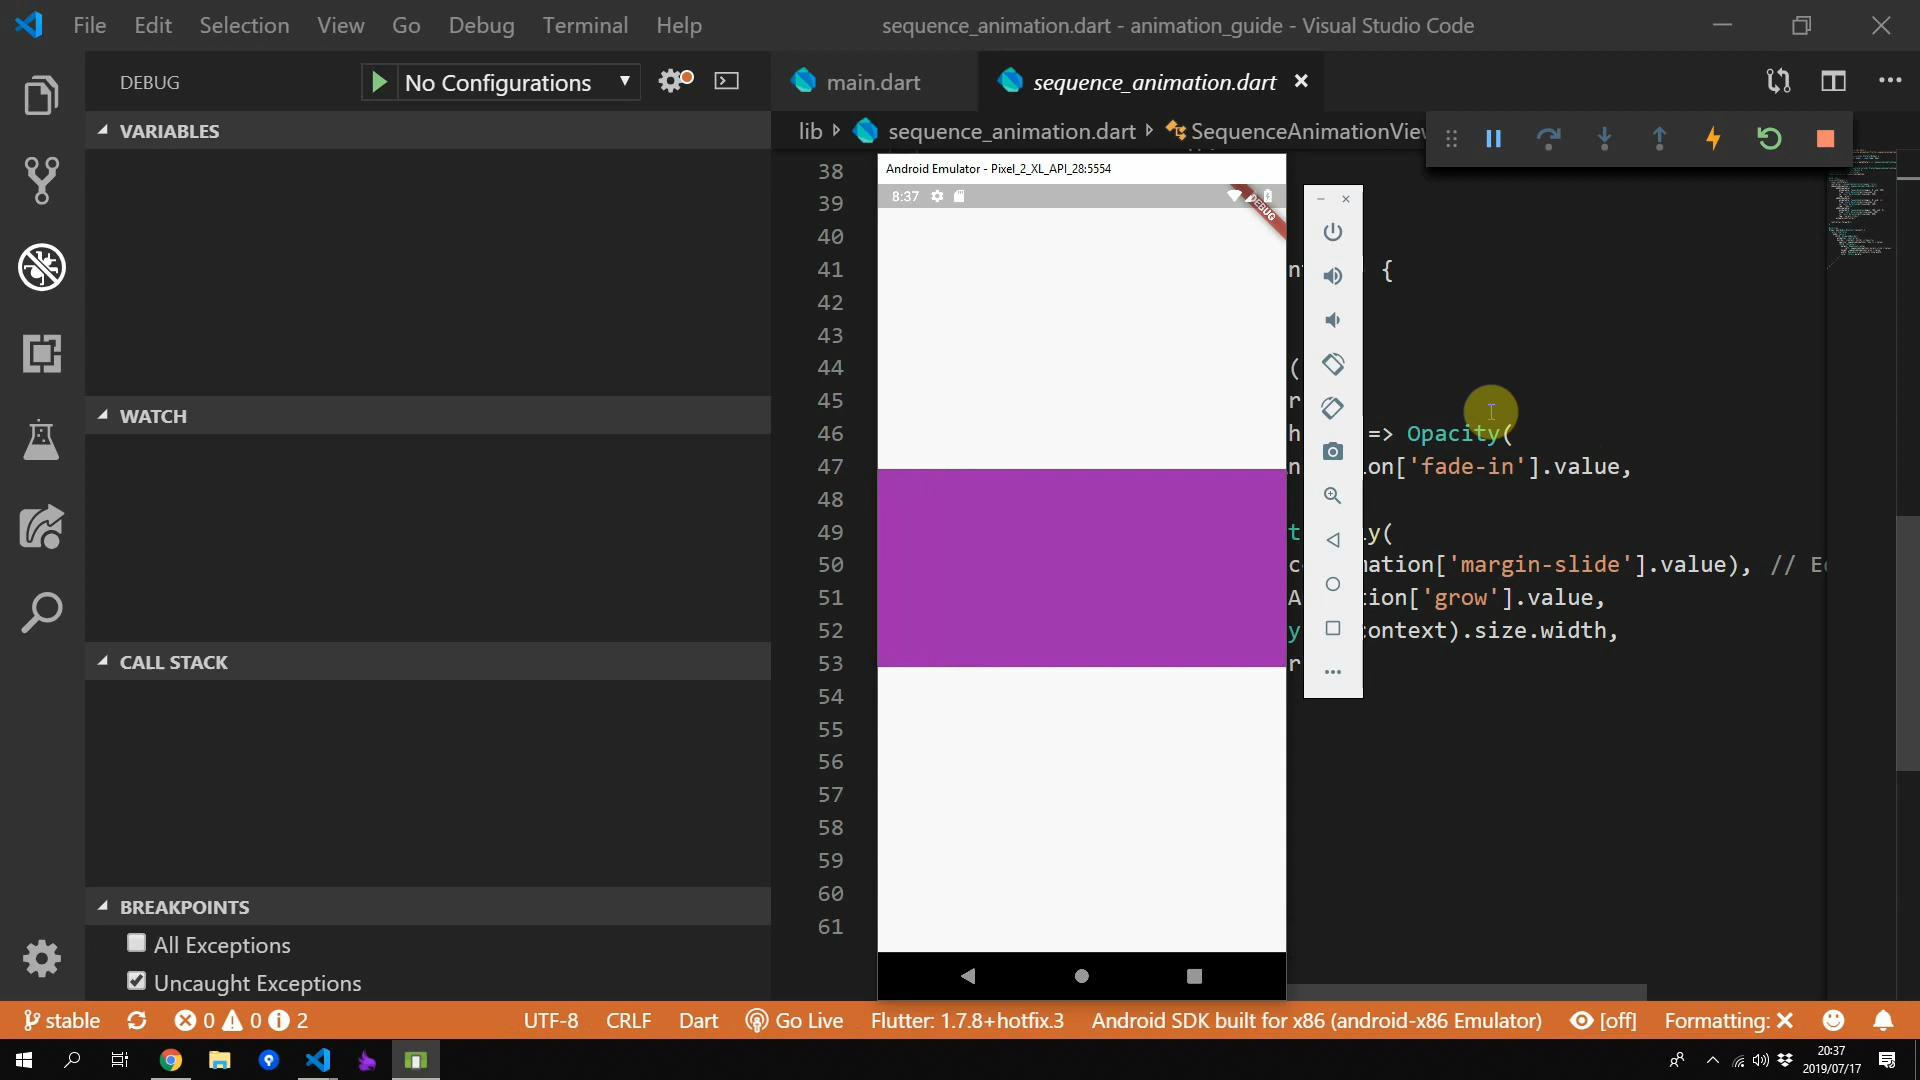 File Edit Selection View Go Debug Terminal Help
sequence_animation.dart - animation_guide - Visual Studio Code
DEBUG
No Configurations
main.dart
sequence_animation.dart
VARIABLES
lib
sequence_animation.dart
Android Emulator - Pixel_2_XL_API_28:5554
8:37
DEBUG
38
39
40
41 {
42
43
44 (
45
46 => Opacity(
47 ['fade-in'].value,
48
49 (
50 ['margin-slide'].value), //
51 ['grow'].value,
52 context).size.width,
53
54
55
56
57
58
59
60
61
WATCH
CALL STACK
BREAKPOINTS
All Exceptions
Uncaught Exceptions
stable 0 0 2
UTF-8 CRLF Dart Go Live Flutter: 1.7.8+hotfix.3 Android SDK built for x86 (android-x86 Emulator) [off] Formatting:
20:37
2019/07/17